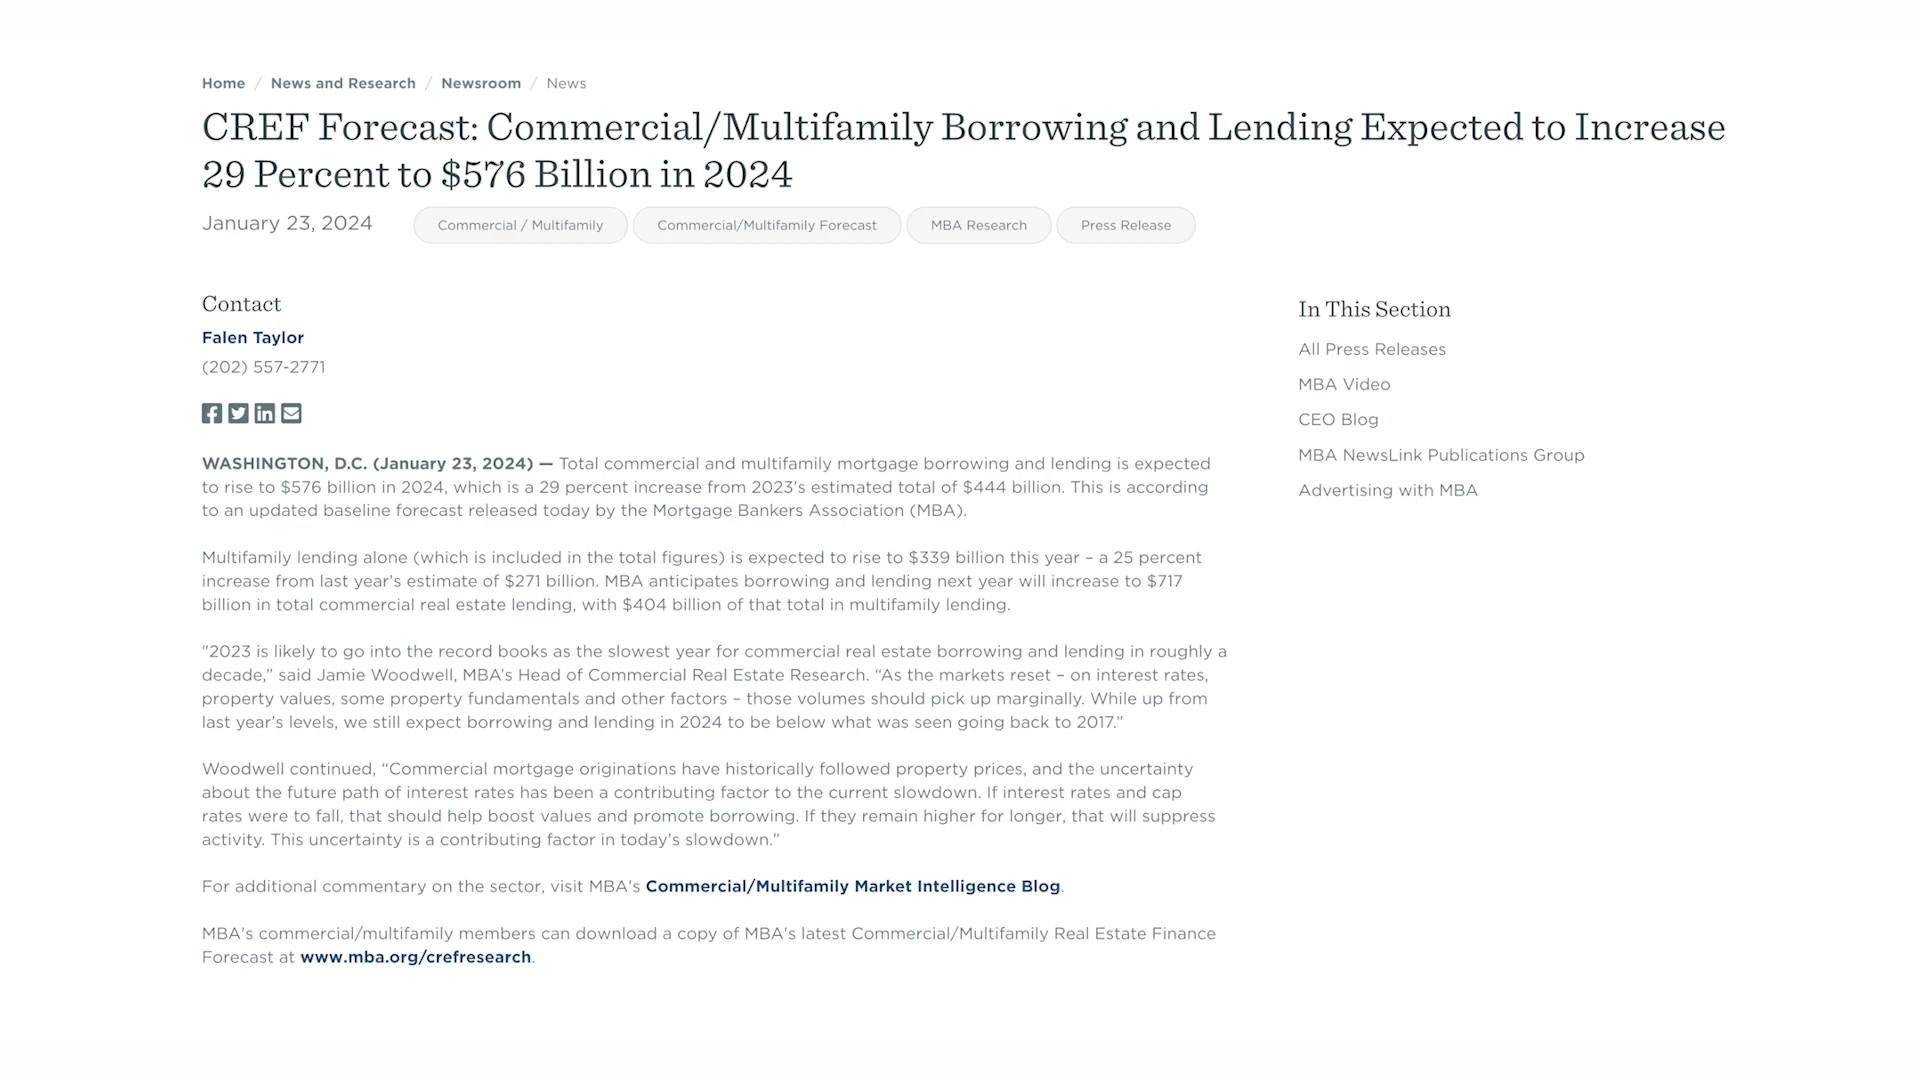 Home / News and Research / Newsroom / News
CREF Forecast: Commercial/Multifamily Borrowing and Lending Expected to Increase
29 Percent to $576 Billion in 2024
January 23, 2024
Commercial / Multifamily
Commercial/Multifamily Forecast
MBA Research
Press Release
Contact
Falen Taylor
(202) 557-2771
WASHINGTON, D.C. (January 23, 2024) — Total commercial and multifamily mortgage borrowing and lending is expected
to rise to $576 billion in 2024, which is a 29 percent increase from 2023’s estimated total of $444 billion. This is according
to an updated baseline forecast released today by the Mortgage Bankers Association (MBA).
Multifamily lending alone (which is included in the total figures) is expected to rise to $339 billion this year – a 25 percent
increase from last year’s estimate of $271 billion. MBA anticipates borrowing and lending next year will increase to $717
billion in total commercial real estate lending, with $404 billion of that total in multifamily lending.
"2023 is likely to go into the record books as the slowest year for commercial real estate borrowing and lending in roughly a
decade,” said Jamie Woodwell, MBA’s Head of Commercial Real Estate Research. “As the markets reset – on interest rates,
property values, some property fundamentals and other factors – those volumes should pick up marginally. While up from
last year’s levels, we still expect borrowing and lending in 2024 to be below what was seen going back to 2017.”
Woodwell continued, “Commercial mortgage originations have historically followed property prices, and the uncertainty
about the future path of interest rates has been a contributing factor to the current slowdown. If interest rates and cap
rates were to fall, that should help boost values and promote borrowing. If they remain higher for longer, that will suppress
activity. This uncertainty is a contributing factor in today’s slowdown.”
For additional commentary on the sector, visit MBA's Commercial/Multifamily Market Intelligence Blog.
MBA's commercial/multifamily members can download a copy of MBA's latest Commercial/Multifamily Real Estate Finance
Forecast at www.mba.org/crefresearch.
In This Section
All Press Releases
MBA Video
CEO Blog
MBA NewsLink Publications Group
Advertising with MBA